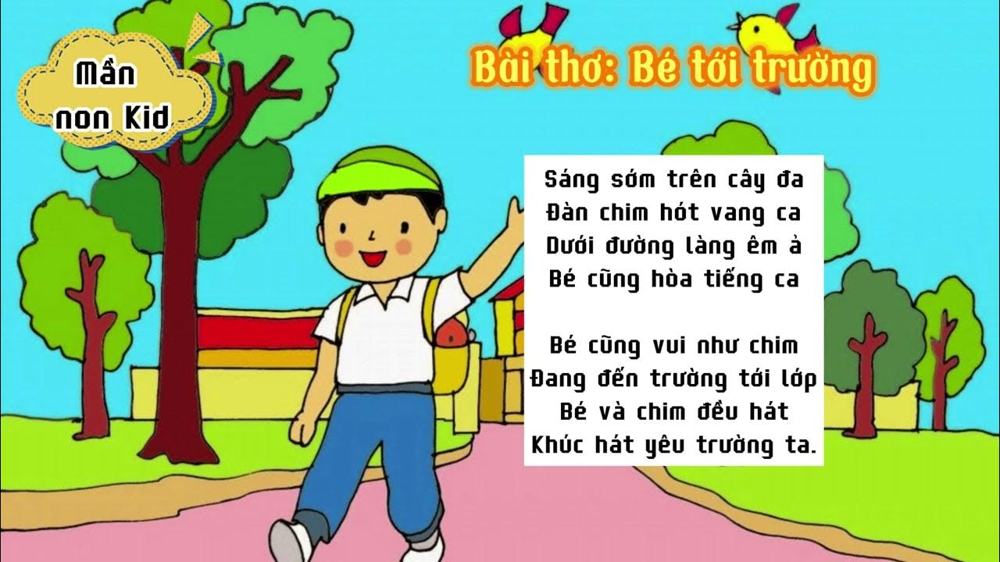 Mần
non Kid
Bài thơ: Bé tới trường
Sáng sớm trên cây đa
Đàn chim hót vang ca
Dưới đường làng êm ả
Bé cũng hòa tiếng ca
Bé cũng vui như chim
Đang đến trường tới lớp
Bé và chim đều hát
Khúc hát yêu trường ta.